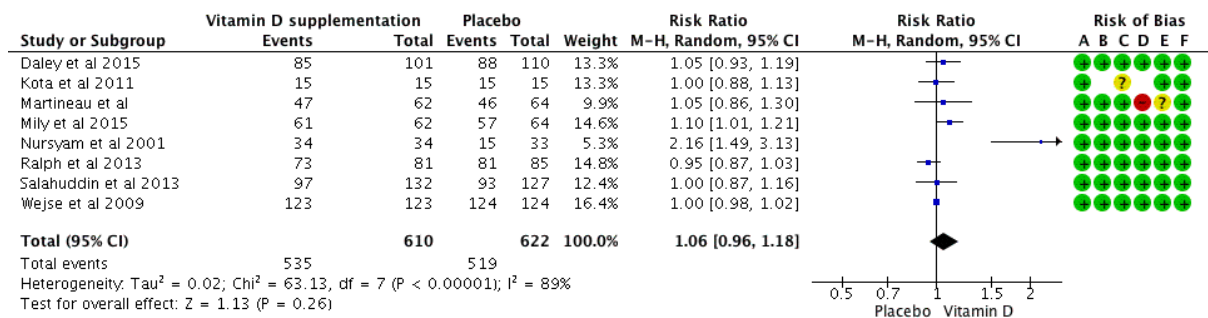 Vitamin D supplementation Placebo Risk Ratio Risk Ratio Risk of Bias
Study or Subgroup Events Total Events Total Weight M-H, Random, 95% CI M-H, Random, 95% CI A B C D E F
Daley et al 2015 85 101 88 110 13.3% 1.05 [0.93, 1.19] + + + + + +
Kota et al 2011 15 15 15 15 13.3% 1.00 [0.88, 1.13] + ? + + +
Martineau et al 47 62 46 64 9.9% 1.05 [0.86, 1.30] + + + - ? +
Mily et al 2015 61 62 57 64 14.6% 1.10 [1.01, 1.21] + + + + + +
Nursyam et al 2001 34 34 15 33 5.3% 2.16 [1.49, 3.13] + + + + + +
Ralph et al 2013 73 81 81 85 14.8% 0.95 [0.87, 1.03] + + + + + +
Salahuddin et al 2013 97 132 93 127 12.4% 1.00 [0.87, 1.16] + + + + + +
Wejse et al 2009 123 123 124 124 16.4% 1.00 [0.98, 1.02] + + + + + +
Total (95% CI) 610 622 100.0% 1.06 [0.96, 1.18]
Total events 535 519
Heterogeneity: Tau² = 0.02; Chi² = 63.13, df = 7 (P < 0.00001); I² = 89%
Test for overall effect: Z = 1.13 (P = 0.26)
0.5 0.7 1 1.5 2
Placebo Vitamin D